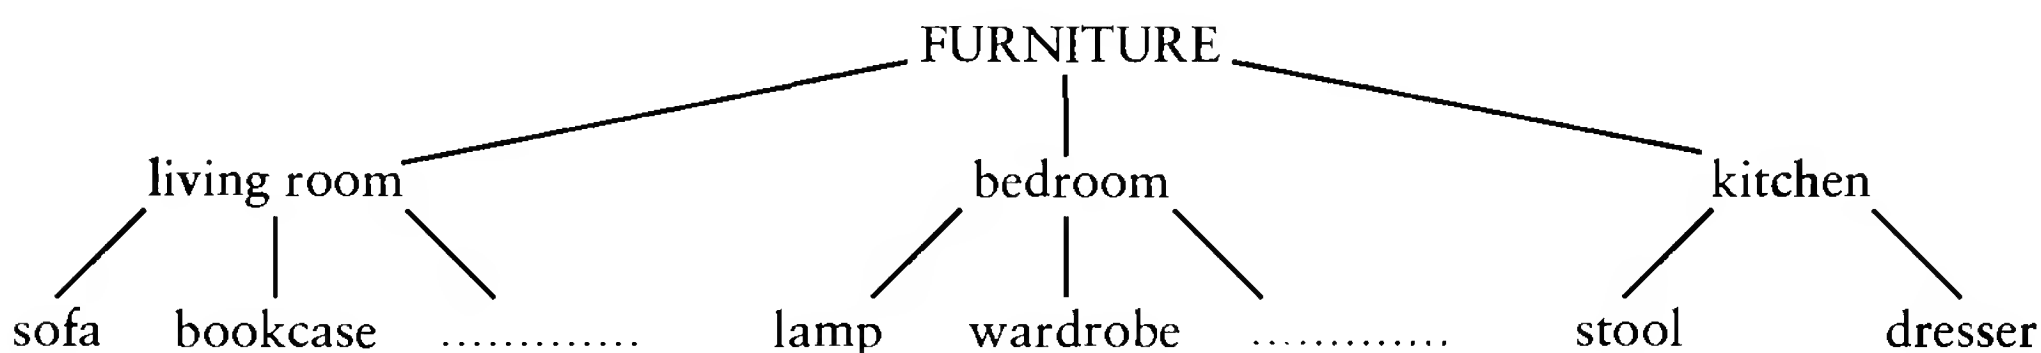 FURNITURE
living room bedroom kitchen
sofa bookcase ............. lamp wardrobe ............. stool dresser